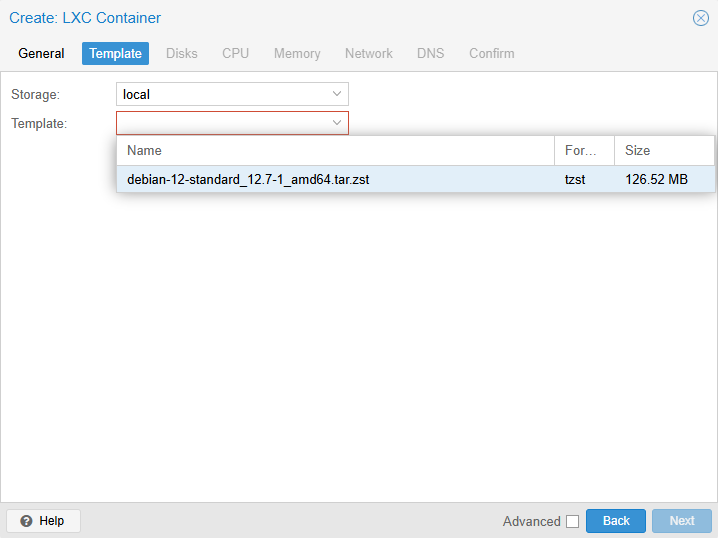 Create: LXC Container
General Template Disks CPU Memory Network DNS Confirm
Storage: local
Template:
Name For... Size
debian-12-standard_12.7-1_amd64.tar.zst tzst 126.52 MB
Help Advanced Back Next